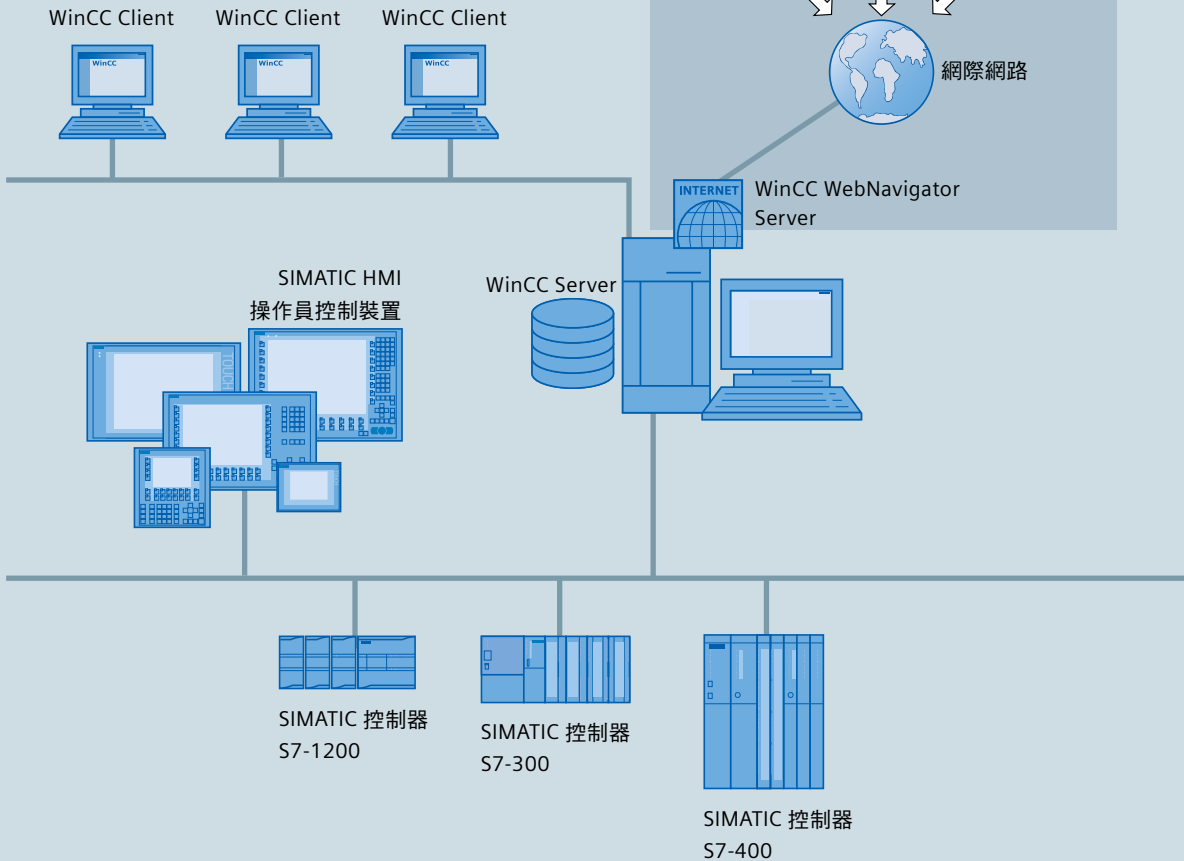 WinCC Client
WinCC Client
WinCC Client
WinCC
WinCC
WinCC
網際網路
INTERNET
WinCC WebNavigator
Server
SIMATIC HMI
操作員控制裝置
WinCC Server
TOUCH
SIMATIC 控制器
S7-1200
SIMATIC 控制器
S7-300
SIMATIC 控制器
S7-400